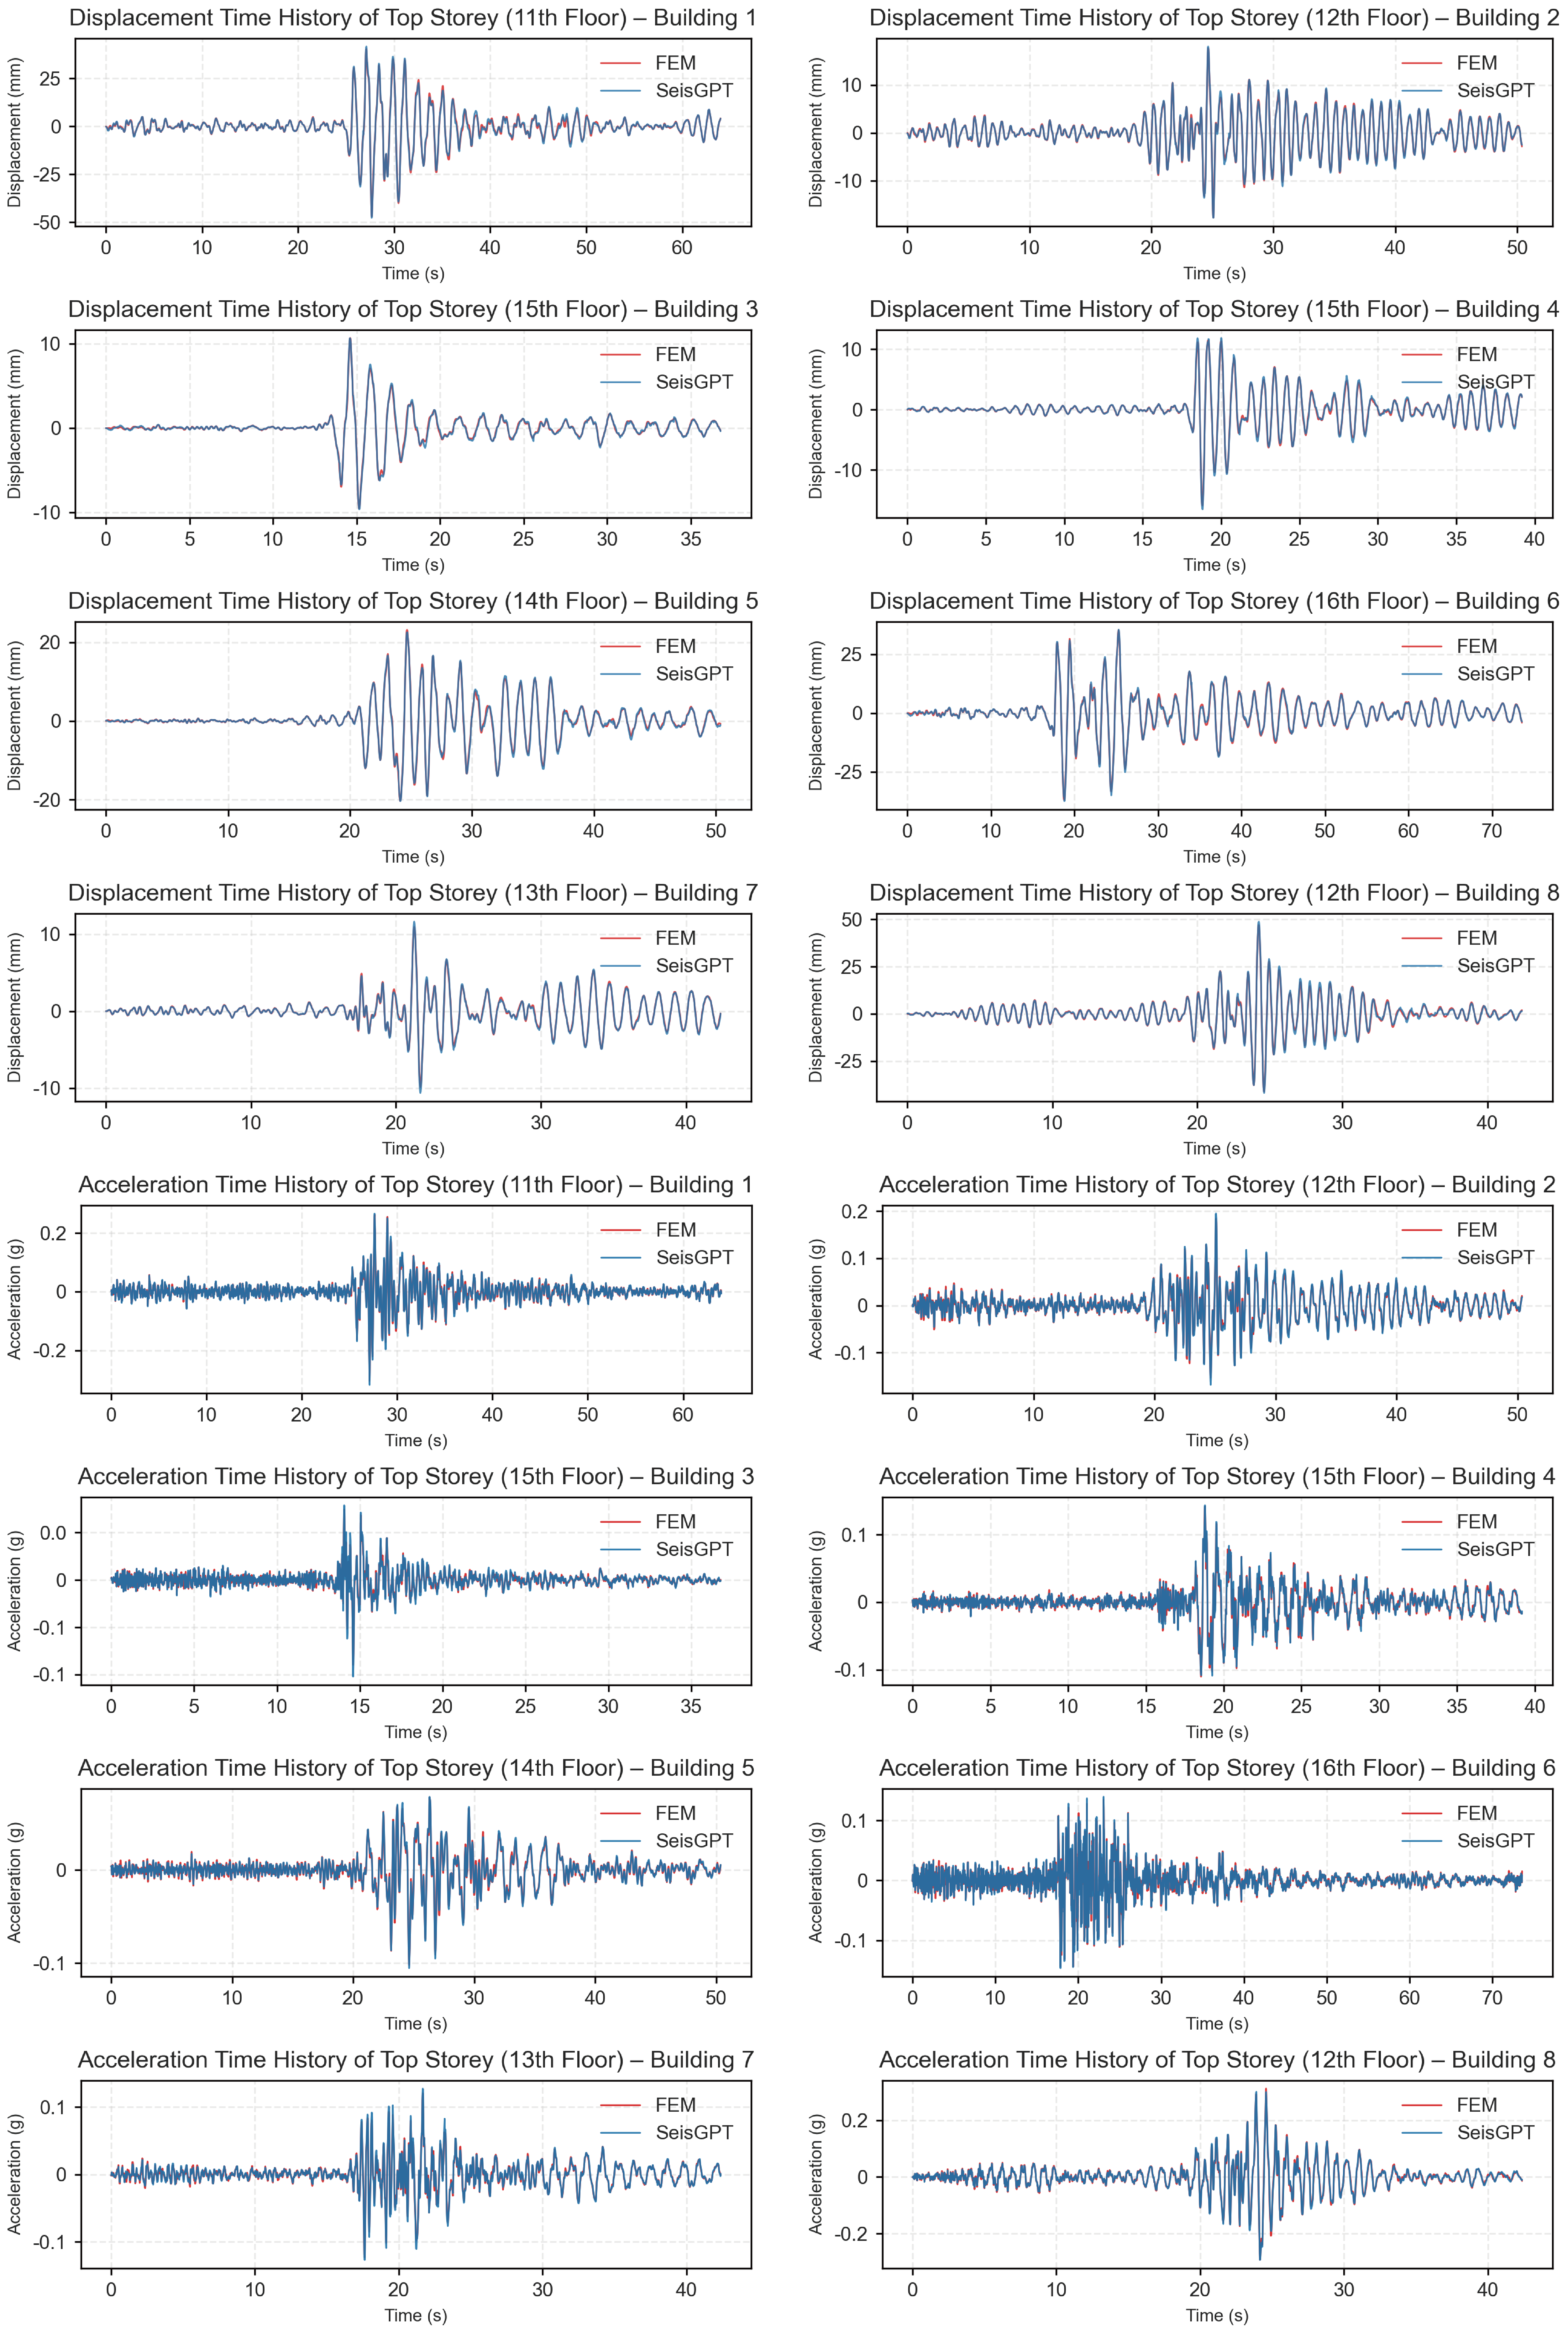 Displacement Time History of Top Storey (11th Floor) – Building 1
Displacement (mm)
25
0
-25
-50
FEM
SeisGPT
0 10 20 30 40 50 60
Time (s)
Displacement Time History of Top Storey (12th Floor) – Building 2
Displacement (mm)
10
0
-10
FEM
SeisGPT
0 10 20 30 40 50
Time (s)
Displacement Time History of Top Storey (15th Floor) – Building 3
Displacement (mm)
10
0
-10
FEM
SeisGPT
0 5 10 15 20 25 30 35
Time (s)
Displacement Time History of Top Storey (15th Floor) – Building 4
Displacement (mm)
10
0
-10
FEM
SeisGPT
0 5 10 15 20 25 30 35 40
Time (s)
Displacement Time History of Top Storey (14th Floor) – Building 5
Displacement (mm)
20
0
-20
FEM
SeisGPT
0 10 20 30 40 50
Time (s)
Displacement Time History of Top Storey (16th Floor) – Building 6
Displacement (mm)
25
0
-25
FEM
SeisGPT
0 10 20 30 40 50 60 70
Time (s)
Displacement Time History of Top Storey (13th Floor) – Building 7
Displacement (mm)
10
0
-10
FEM
SeisGPT
0 10 20 30 40
Time (s)
Displacement Time History of Top Storey (12th Floor) – Building 8
Displacement (mm)
50
25
0
-25
FEM
SeisGPT
0 10 20 30 40
Time (s)
Acceleration Time History of Top Storey (11th Floor) – Building 1
Acceleration (g)
0.2
0
-0.2
FEM
SeisGPT
0 10 20 30 40 50 60
Time (s)
Acceleration Time History of Top Storey (12th Floor) – Building 2
Acceleration (g)
0.2
0.1
0
-0.1
FEM
SeisGPT
0 10 20 30 40 50
Time (s)
Acceleration Time History of Top Storey (15th Floor) – Building 3
Acceleration (g)
0.0
0
-0.1
-0.1
FEM
SeisGPT
0 5 10 15 20 25 30 35
Time (s)
Acceleration Time History of Top Storey (15th Floor) – Building 4
Acceleration (g)
0.1
0
-0.1
FEM
SeisGPT
0 5 10 15 20 25 30 35 40
Time (s)
Acceleration Time History of Top Storey (14th Floor) – Building 5
Acceleration (g)
0
-0.1
FEM
SeisGPT
0 10 20 30 40 50
Time (s)
Acceleration Time History of Top Storey (16th Floor) – Building 6
Acceleration (g)
0.1
0
-0.1
FEM
SeisGPT
0 10 20 30 40 50 60 70
Time (s)
Acceleration Time History of Top Storey (13th Floor) – Building 7
Acceleration (g)
0.1
0
-0.1
FEM
SeisGPT
0 10 20 30 40
Time (s)
Acceleration Time History of Top Storey (12th Floor) – Building 8
Acceleration (g)
0.2
0
-0.2
FEM
SeisGPT
0 10 20 30 40
Time (s)